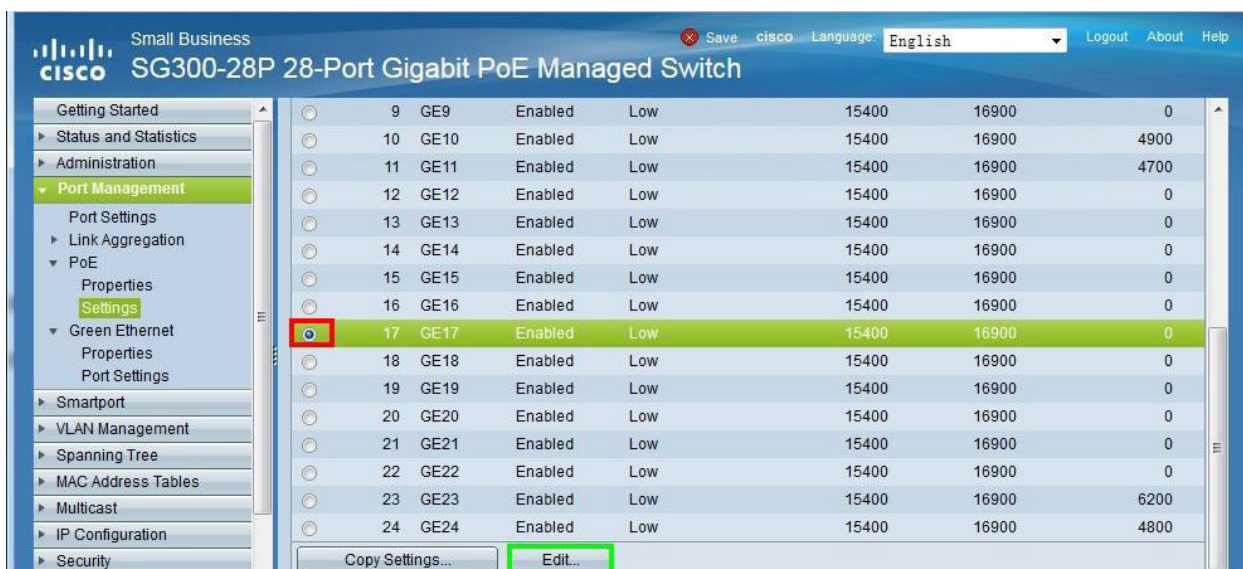 Small Business
Save cisco Language: English Logout About Help
cisco SG300-28P 28-Port Gigabit PoE Managed Switch
Getting Started
Status and Statistics
Administration
Port Management
Port Settings
Link Aggregation
PoE
Properties
Settings
Green Ethernet
Properties
Port Settings
Smartport
VLAN Management
Spanning Tree
MAC Address Tables
Multicast
IP Configuration
Security
9 GE9 Enabled Low 15400 16900 0
10 GE10 Enabled Low 15400 16900 4900
11 GE11 Enabled Low 15400 16900 4700
12 GE12 Enabled Low 15400 16900 0
13 GE13 Enabled Low 15400 16900 0
14 GE14 Enabled Low 15400 16900 0
15 GE15 Enabled Low 15400 16900 0
16 GE16 Enabled Low 15400 16900 0
17 GE17 Enabled Low 15400 16900 0
18 GE18 Enabled Low 15400 16900 0
19 GE19 Enabled Low 15400 16900 0
20 GE20 Enabled Low 15400 16900 0
21 GE21 Enabled Low 15400 16900 0
22 GE22 Enabled Low 15400 16900 0
23 GE23 Enabled Low 15400 16900 6200
24 GE24 Enabled Low 15400 16900 4800
Copy Settings... Edit...